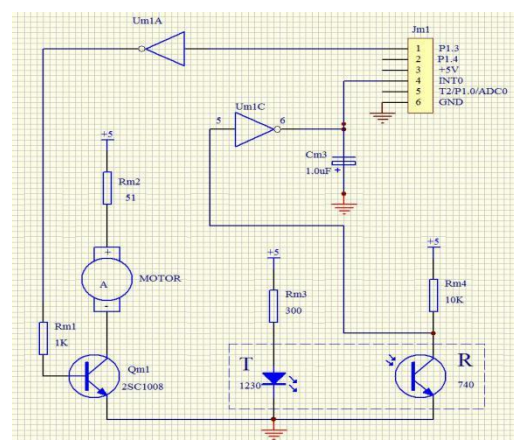 Um1A
Jm1
1 P1.3
2 P1.4
3 +5V
4 INT0
5 T2/P1.0/ADC0
6 GND
Um1C
5 6
Cm3
1.0uF +
+5
Rm2
51
+
A MOTOR
-
+5
Rm3
300
+5
Rm4
10K
Rm1
1K
Qm1
2SC1008
T
1230
R
740